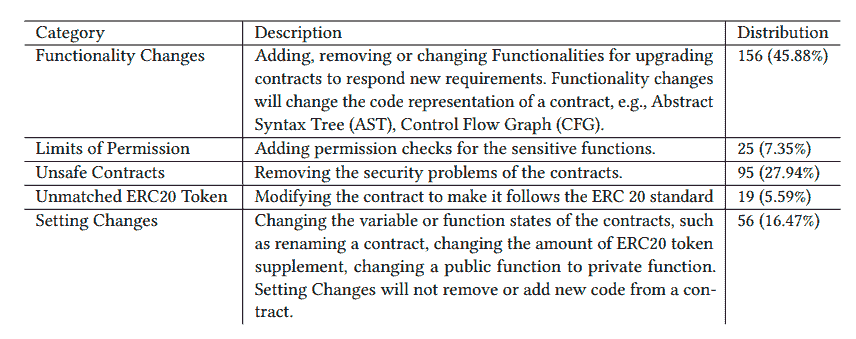 Category Description Distribution
Functionality Changes Adding, removing or changing Functionalities for upgrading 156 (45.88%)
contracts to respond new requirements. Functionality changes
will change the code representation of a contract, e.g., Abstract
Syntax Tree (AST), Control Flow Graph (CFG).
Limits of Permission Adding permission checks for the sensitive functions. 25 (7.35%)
Unsafe Contracts Removing the security problems of the contracts. 95 (27.94%)
Unmatched ERC20 Token Modifying the contract to make it follows the ERC 20 standard 19 (5.59%)
Setting Changes Changing the variable or function states of the contracts, such 56 (16.47%)
as renaming a contract, changing the amount of ERC20 token
supplement, changing a public function to private function.
Setting Changes will not remove or add new code from a con-
tract.